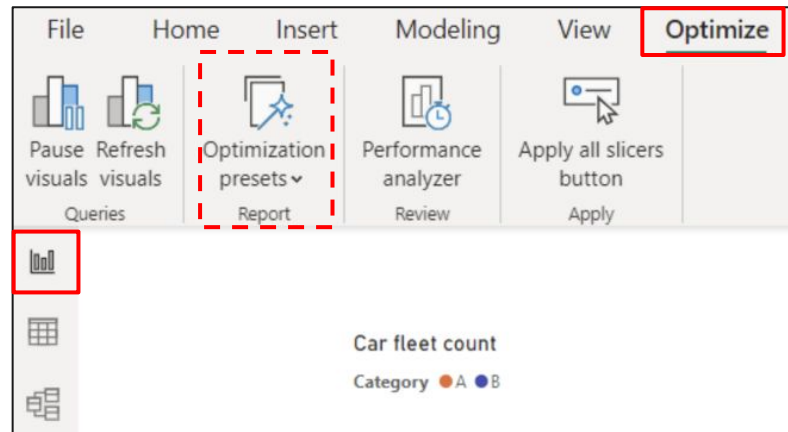 File Home Insert Modeling View Optimize
Pause Refresh Optimization Performance Apply all slicers
visuals visuals presets analyzer button
Queries Report Review Apply
Car fleet count
Category A B